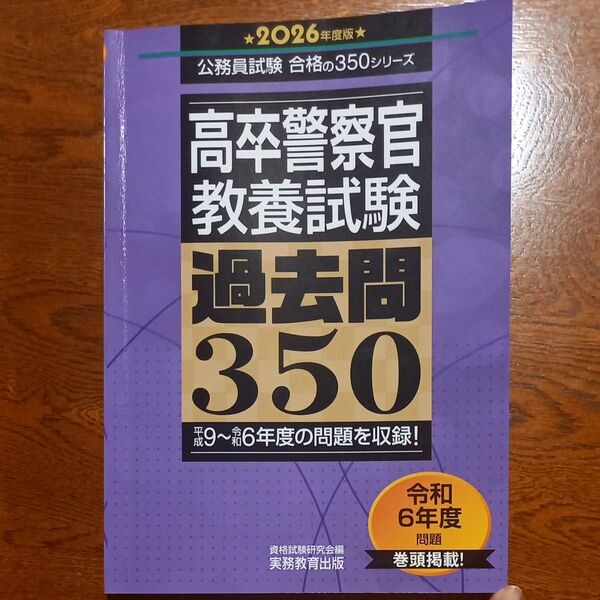 ★2026年度版★
公務員試験 合格の350シリーズ
高卒警察官
教養試験
過去問
350
平成9〜令和6年度の問題を収録!
令和
6年度
問題
巻頭掲載!
資格試験研究会編
実務教育出版